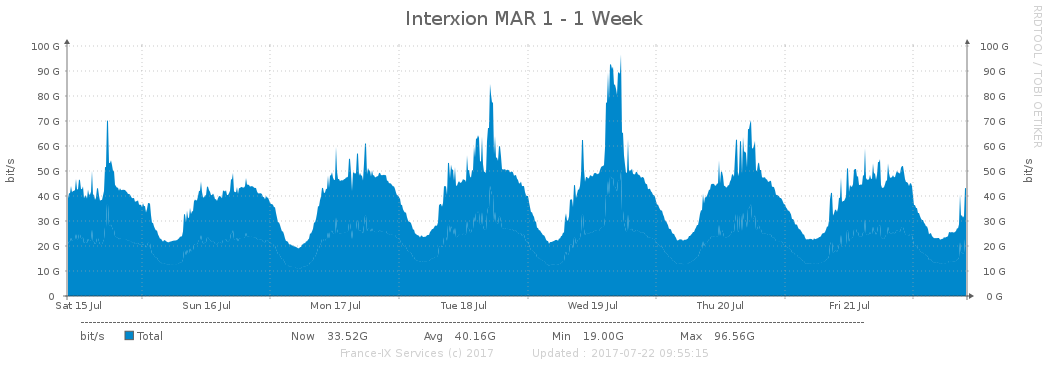 Interxion MAR 1 - 1 Week
RRDTOOL / TOBI OETIKER
bit/s
bit/s
100 G 100 G
90 G 90 G
80 G 80 G
70 G 70 G
60 G 60 G
50 G 50 G
40 G 40 G
30 G 30 G
20 G 20 G
10 G 10 G
0 0 G
Sat 15 Jul Sun 16 Jul Mon 17 Jul Tue 18 Jul Wed 19 Jul Thu 20 Jul Fri 21 Jul
bit/s Total Now 33.52G Avg 40.16G Min 19.00G Max 96.56G
France-IX Services (c) 2017 Updated : 2017-07-22 09:55:15